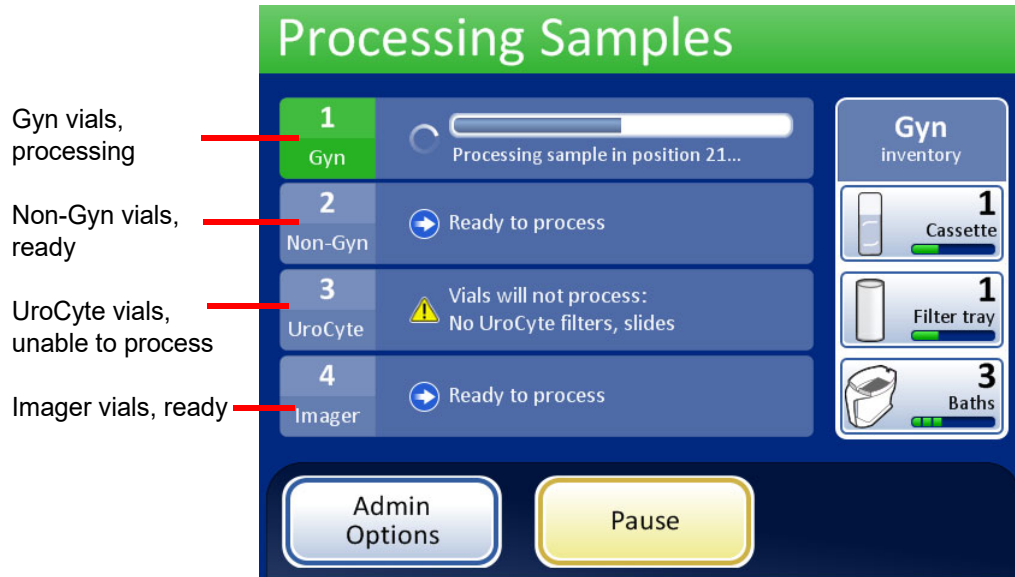 Processing Samples
Gyn vials,
processing
1
Gyn
Processing sample in position 21...
Non-Gyn vials,
ready
2
Non-Gyn
Ready to process
UroCyte vials,
unable to process
3
UroCyte
Vials will not process:
No UroCyte filters, slides
Imager vials, ready
4
Imager
Ready to process
Gyn
inventory
1
Cassette
1
Filter tray
3
Baths
Admin
Options
Pause